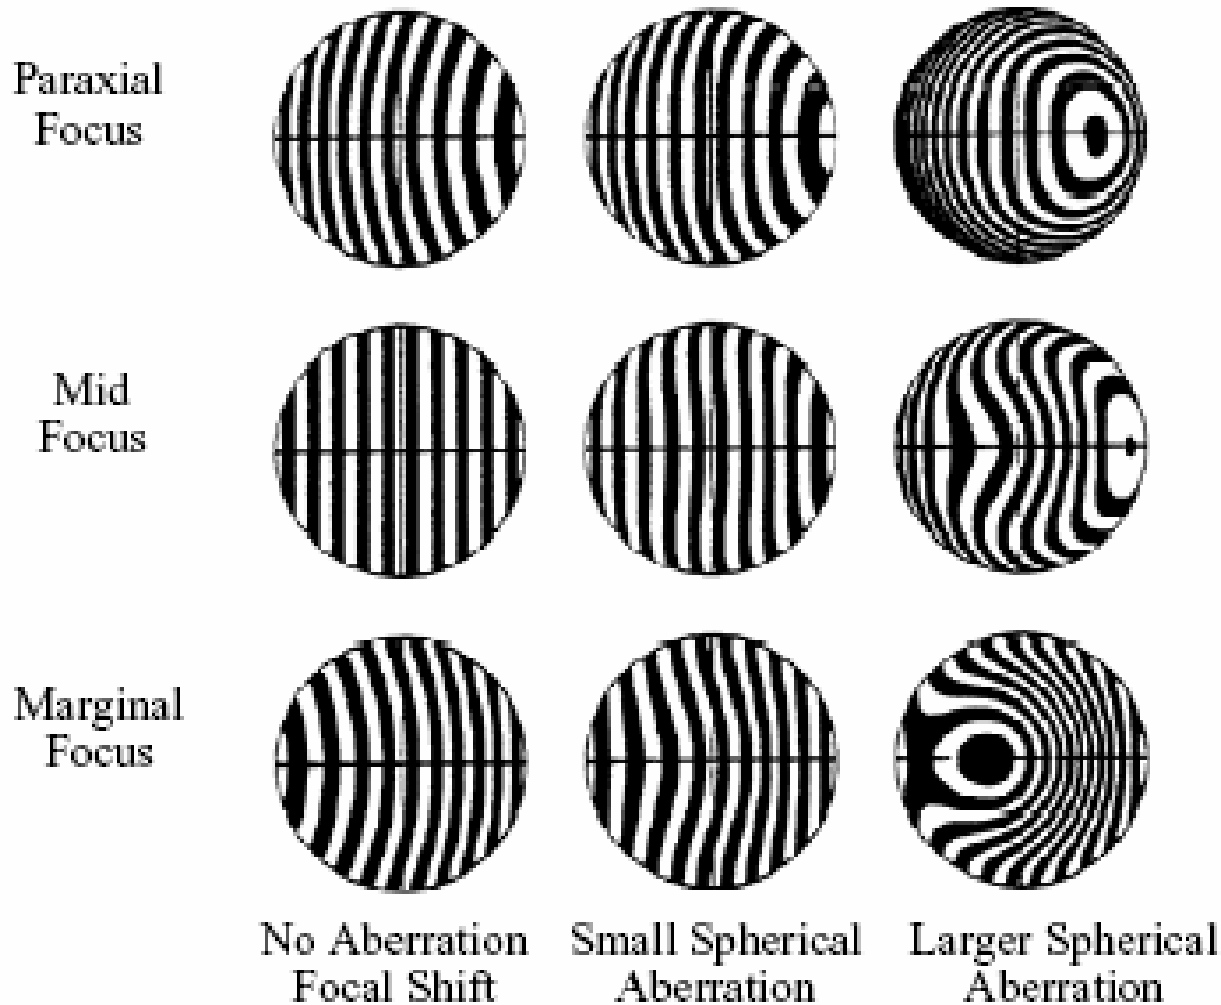 Paraxial
Focus
Mid
Focus
Marginal
Focus
No Aberration
Focal Shift
Small Spherical
Aberration
Larger Spherical
Aberration